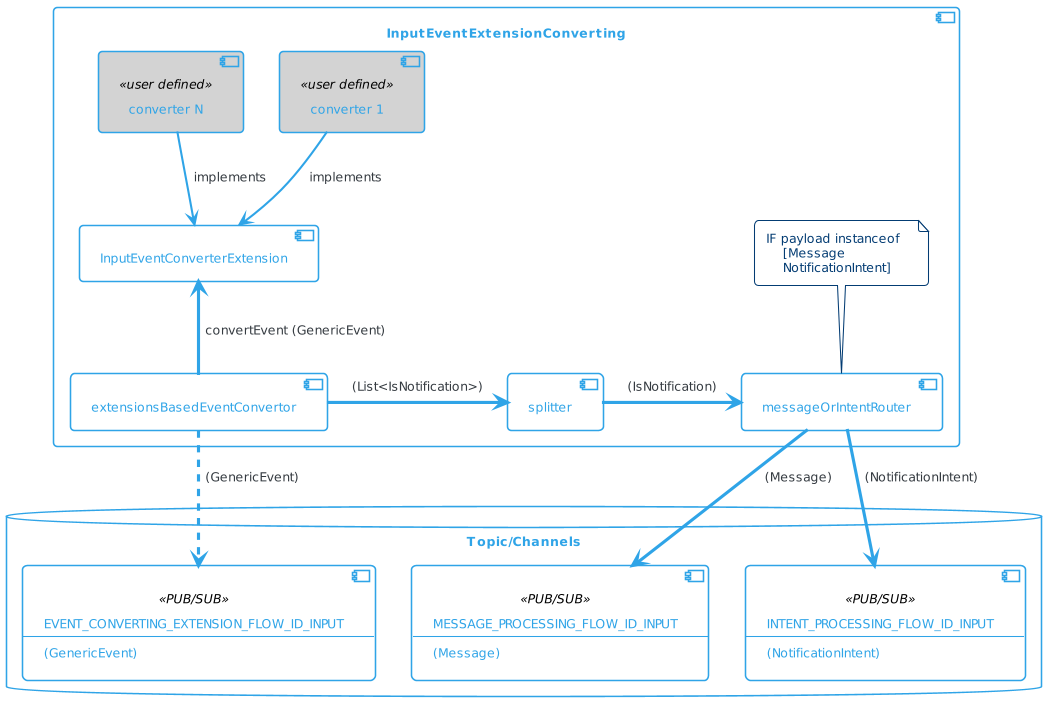 InputEventExtensionConverting
«user defined»
converter N
«user defined»
converter 1
implements
implements
InputEventConverterExtension
IF payload instanceof
[Message
NotificationIntent]
convertEvent (GenericEvent)
extensionsBasedEventConvertor
(List<IsNotification>)
splitter
(IsNotification)
messageOrIntentRouter
(GenericEvent)
(Message)
(NotificationIntent)
Topic/Channels
«PUB/SUB»
EVENT_CONVERTING_EXTENSION_FLOW_ID_INPUT
(GenericEvent)
«PUB/SUB»
MESSAGE_PROCESSING_FLOW_ID_INPUT
(Message)
«PUB/SUB»
INTENT_PROCESSING_FLOW_ID_INPUT
(NotificationIntent)